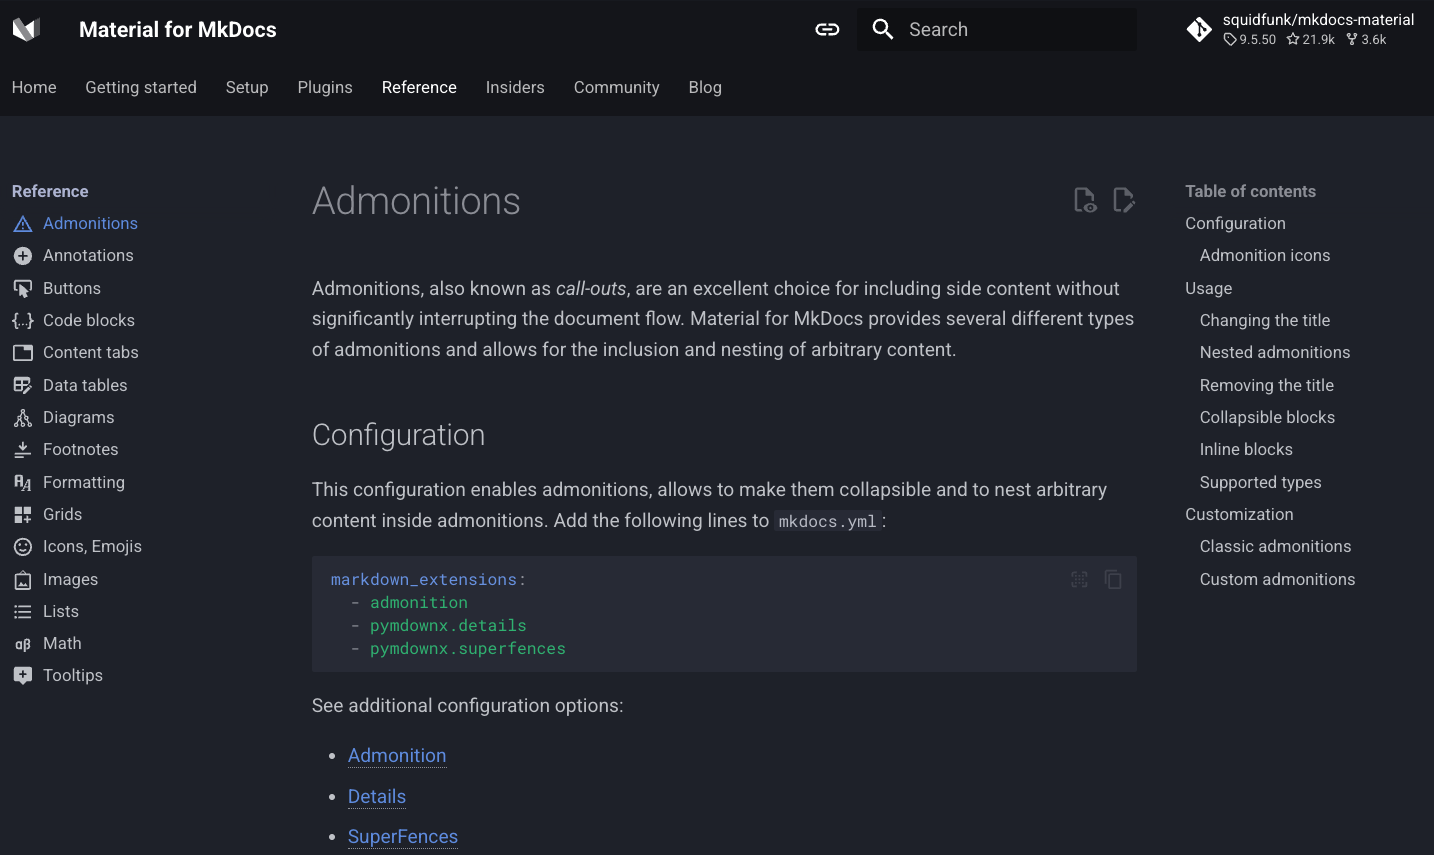 Material for MkDocs
Search
squidfunk/mkdocs-material
9.5.50 21.9k 3.6k
Home Getting started Setup Plugins Reference Insiders Community Blog
Reference
Admonitions
Annotations
Buttons
Code blocks
Content tabs
Data tables
Diagrams
Footnotes
Formatting
Grids
Icons, Emojis
Images
Lists
Math
Tooltips
Admonitions
Admonitions, also known as call-outs, are an excellent choice for including side content without
significantly interrupting the document flow. Material for MkDocs provides several different types
of admonitions and allows for the inclusion and nesting of arbitrary content.
Configuration
This configuration enables admonitions, allows to make them collapsible and to nest arbitrary
content inside admonitions. Add the following lines to mkdocs.yml:
markdown_extensions:
  - admonition
  - pymdownx.details
  - pymdownx.superfences
See additional configuration options:
• Admonition
• Details
• SuperFences
Table of contents
Configuration
Admonition icons
Usage
Changing the title
Nested admonitions
Removing the title
Collapsible blocks
Inline blocks
Supported types
Customization
Classic admonitions
Custom admonitions